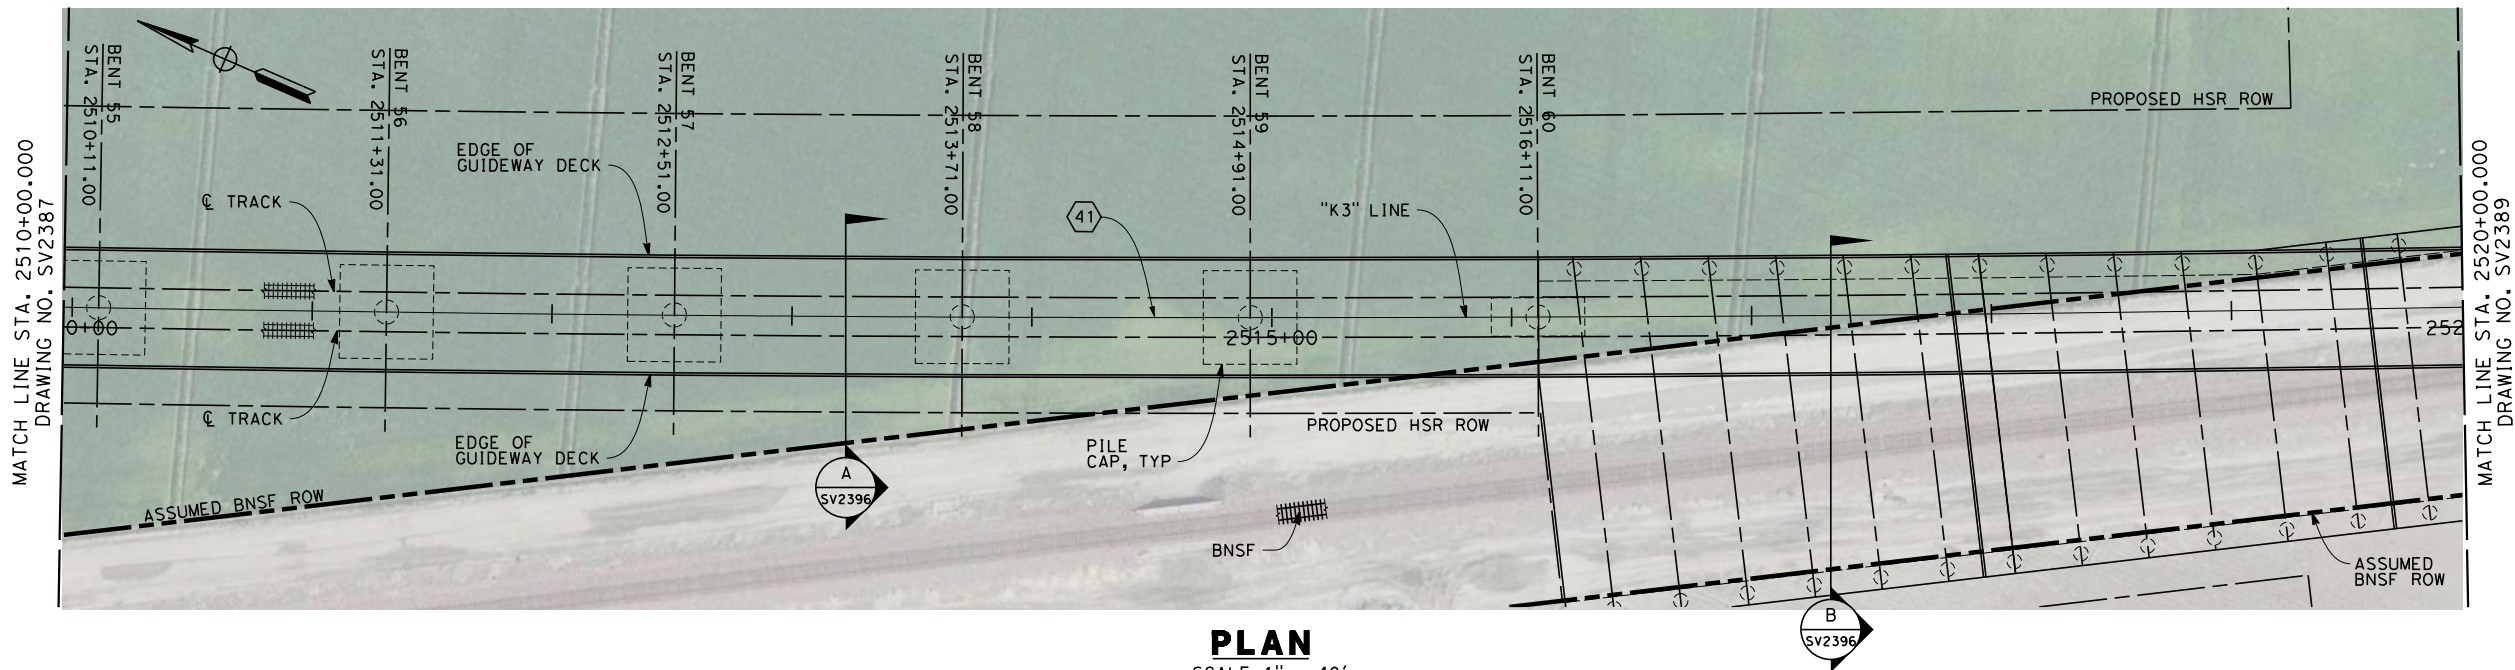 MATCH LINE STA. 2510+00.000
DRAWING NO. SV2387
BENT 55
STA. 2510+11.00
BENT 56
STA. 2511+31.00
BENT 57
STA. 2512+51.00
BENT 58
STA. 2513+71.00
BENT 59
STA. 2514+91.00
BENT 60
STA. 2516+11.00
PROPOSED HSR ROW
EDGE OF
GUIDEWAY DECK
℄ TRACK
41
"K3" LINE
0+00
2515+00
252
℄ TRACK
EDGE OF
GUIDEWAY DECK
PROPOSED HSR ROW
PILE
CAP, TYP
A
SV2396
ASSUMED BNSF ROW
BNSF
ASSUMED
BNSF ROW
B
SV2396
MATCH LINE STA. 2520+00.000
DRAWING NO. SV2389
PLAN